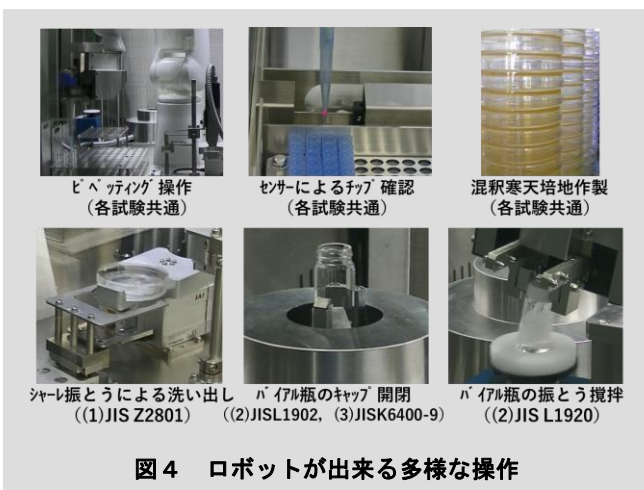 ﾋﾟﾍﾟｯﾃｨﾝｸﾞ操作
(各試験共通)
ｾﾝｻｰによるﾁｯﾌﾟ確認
(各試験共通)
混釈寒天培地作製
(各試験共通)
ｼｬｰﾚ振とうによる洗い出し
((1)JIS Z2801)
ﾊﾞｲｱﾙ瓶のｷｬｯﾌﾟ開閉
((2)JISL1902, (3)JISK6400-9)
ﾊﾞｲｱﾙ瓶の振とう撹拌
((2)JIS L1920)
図４　ロボットが出来る多様な操作